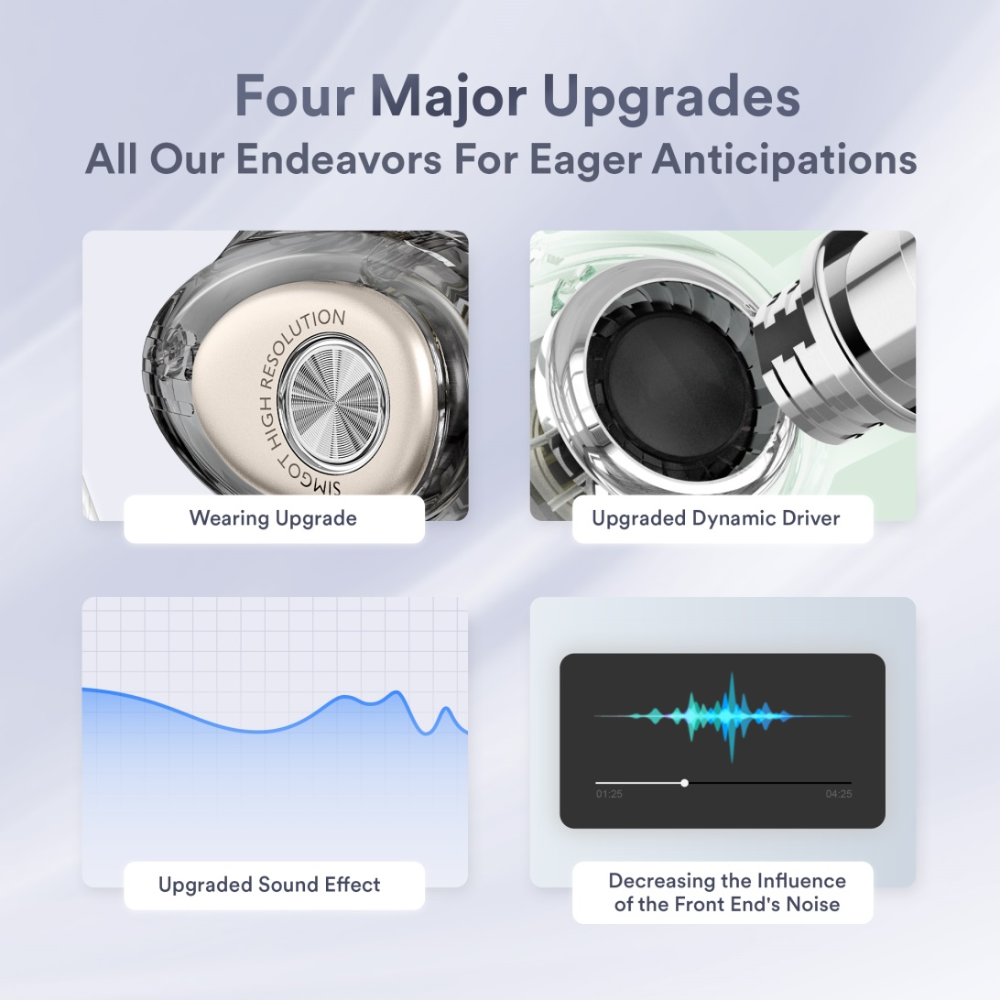 Four Major Upgrades
All Our Endeavors For Eager Anticipations
SIMGOT HIGH RESOLUTION
Wearing Upgrade
Upgraded Dynamic Driver
01:25
04:25
Upgraded Sound Effect
Decreasing the Influence
of the Front End's Noise